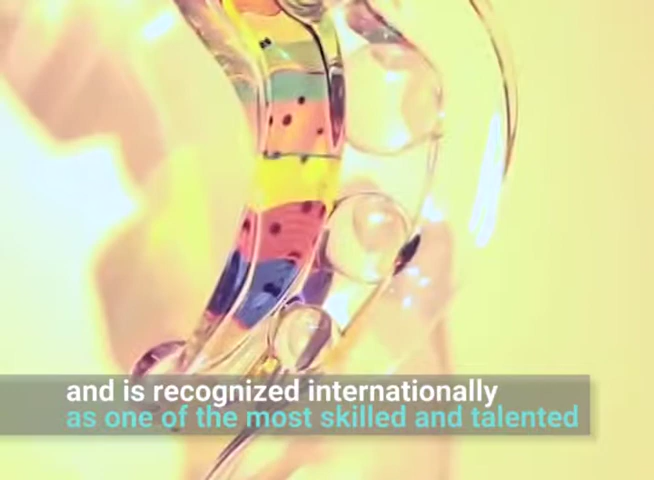 and is recognized internationally
as one of the most skilled and talented